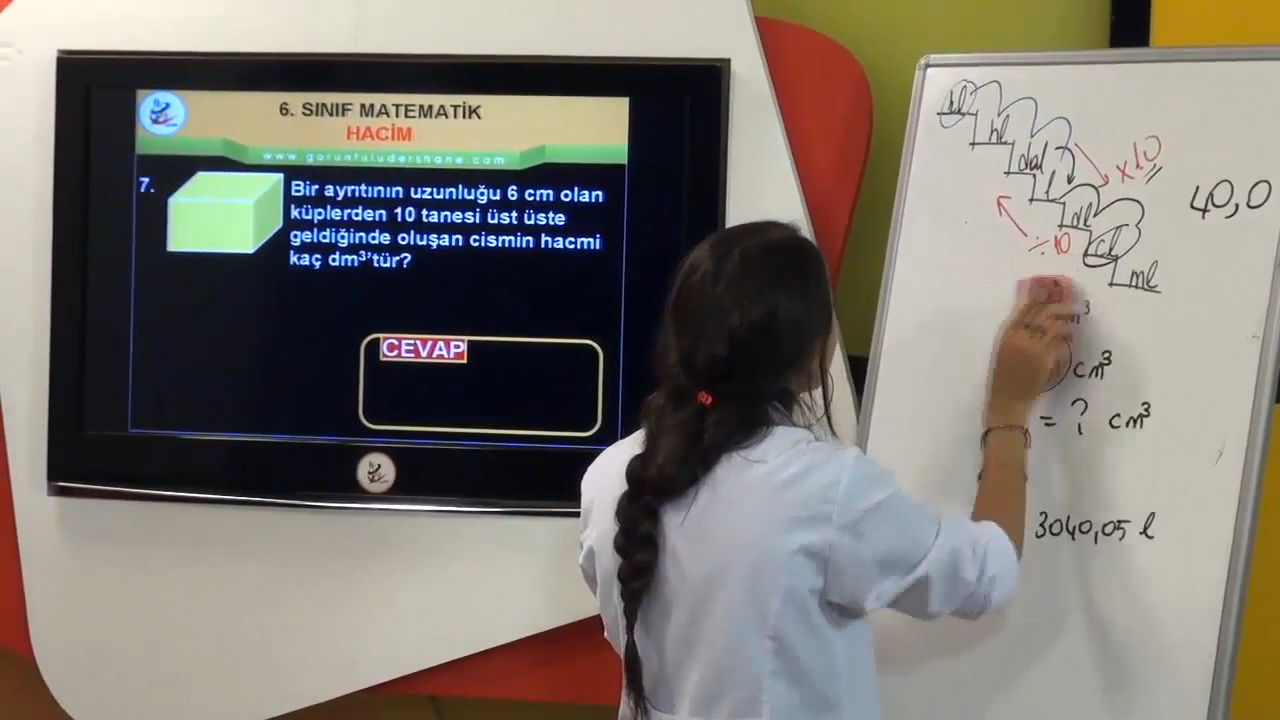 6. SINIF MATEMATİK
HACİM
www.goruntuludershane.com
7.
Bir ayrıtının uzunluğu 6 cm olan
küplerden 10 tanesi üst üste
geldiğinde oluşan cismin hacmi
kaç dm³'tür?
CEVAP
kl
hl
dal
l
dl
cl
ml
x10
÷10
40,0
cm³
= ? cm³
3040,05 l